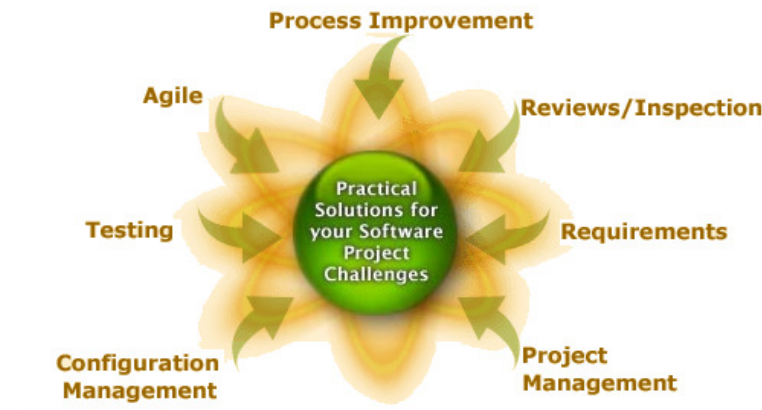 Process Improvement
Agile
Reviews/Inspection
Practical
Solutions for
your Software
Project
Challenges
Testing
Requirements
Configuration
Management
Project
Management